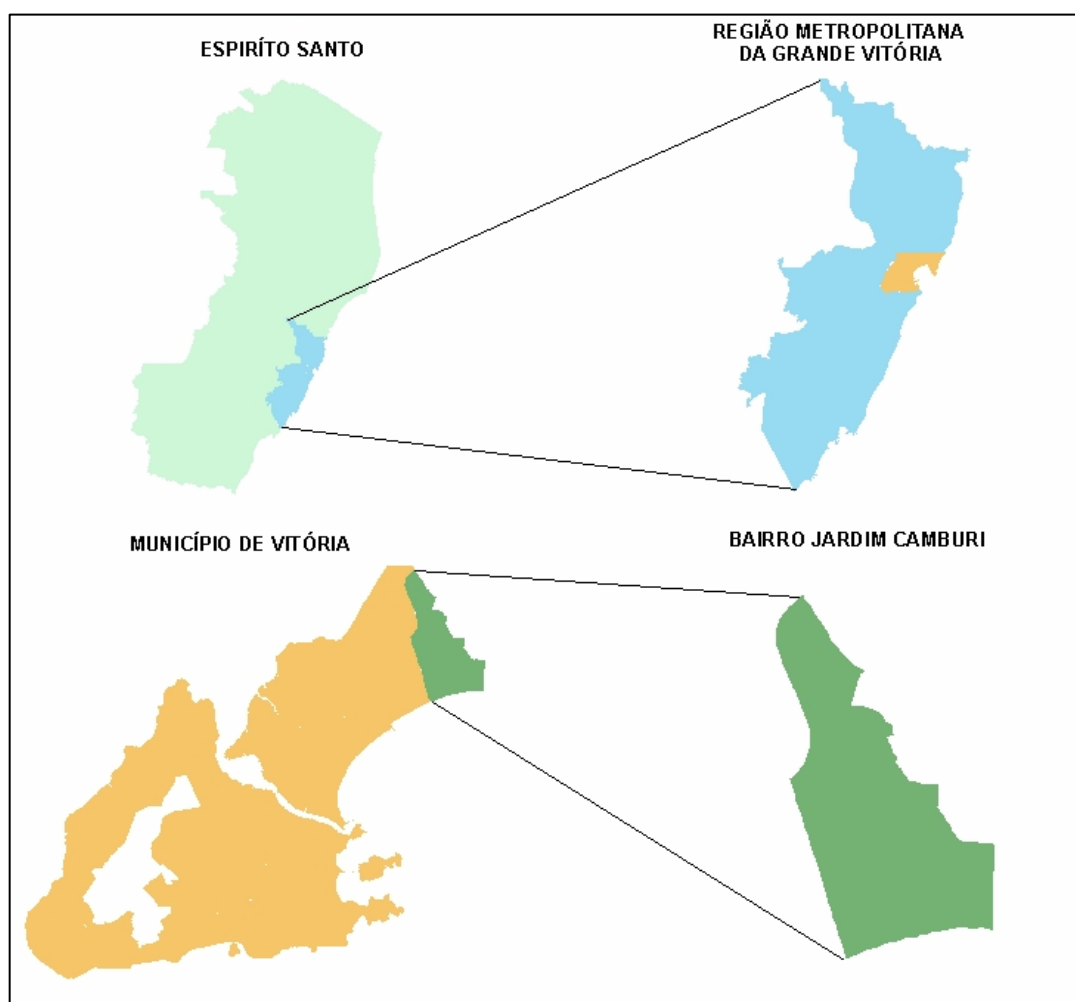 ESPIRÍTO SANTO
REGIÃO METROPOLITANA
DA GRANDE VITÓRIA
MUNICÍPIO DE VITÓRIA
BAIRRO JARDIM CAMBURI